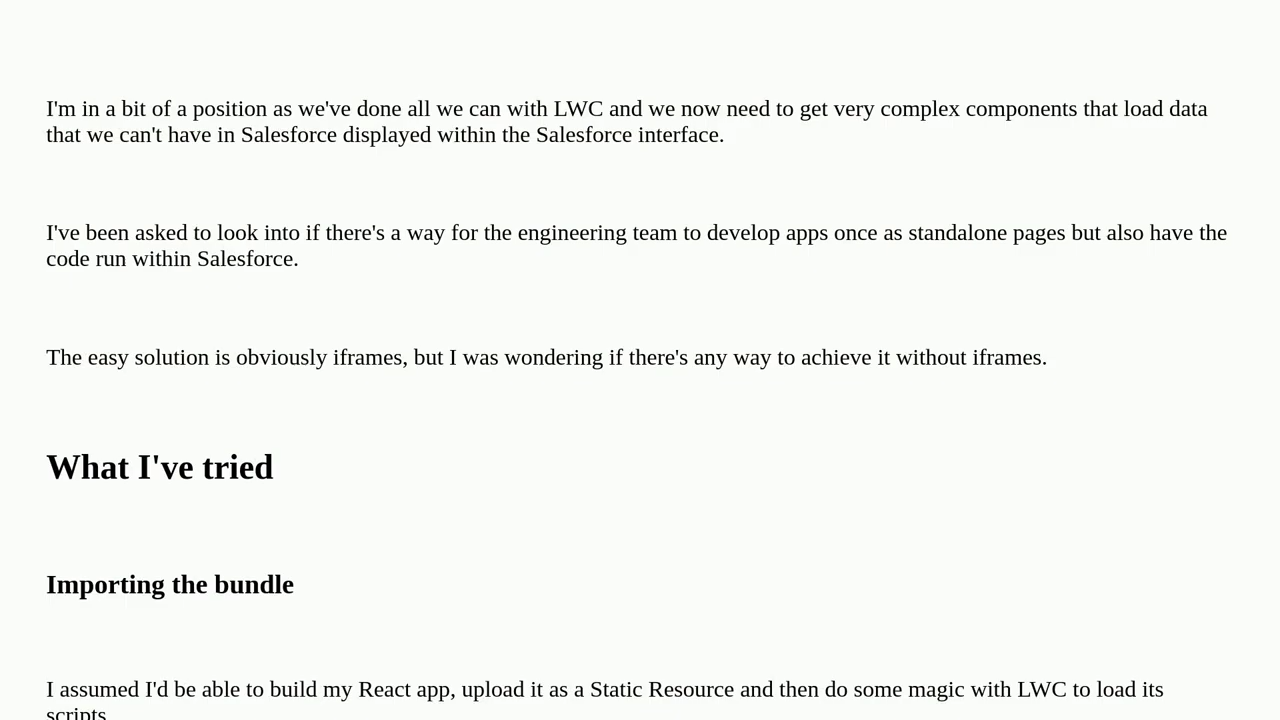 I'm in a bit of a position as we've done all we can with LWC and we now need to get very complex components that load data
that we can't have in Salesforce displayed within the Salesforce interface.
I've been asked to look into if there's a way for the engineering team to develop apps once as standalone pages but also have the
code run within Salesforce.
The easy solution is obviously iframes, but I was wondering if there's any way to achieve it without iframes.
What I've tried
Importing the bundle
I assumed I'd be able to build my React app, upload it as a Static Resource and then do some magic with LWC to load its
scripts.